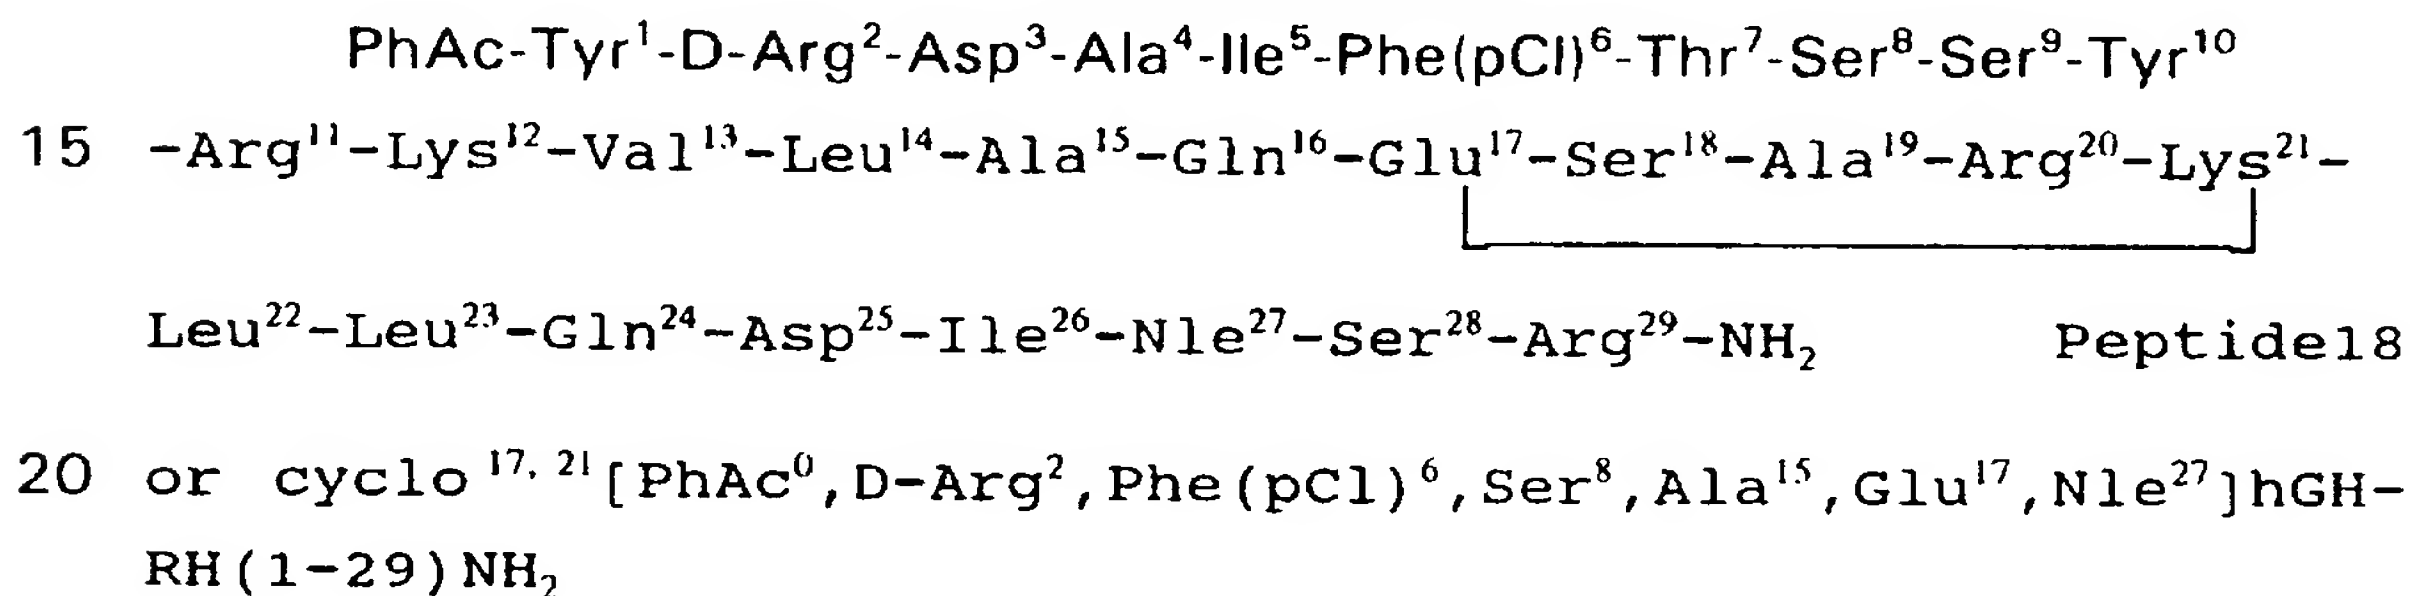 PhAc-Tyr¹-D-Arg²-Asp³-Ala⁴-Ile⁵-Phe(pCl)⁶-Thr⁷-Ser⁸-Ser⁹-Tyr¹⁰
15 -Arg¹¹-Lys¹²-Val¹³-Leu¹⁴-Ala¹⁵-Gln¹⁶-Glu¹⁷-Ser¹⁸-Ala¹⁹-Arg²⁰-Lys²¹-
Leu²²-Leu²³-Gln²⁴-Asp²⁵-Ile²⁶-Nle²⁷-Ser²⁸-Arg²⁹-NH₂ Peptide18
20 or cyclo¹⁷,²¹[PhAc⁰,D-Arg²,Phe(pCl)⁶,Ser⁸,Ala¹⁵,Glu¹⁷,Nle²⁷]hGH-
RH(1-29)NH₂